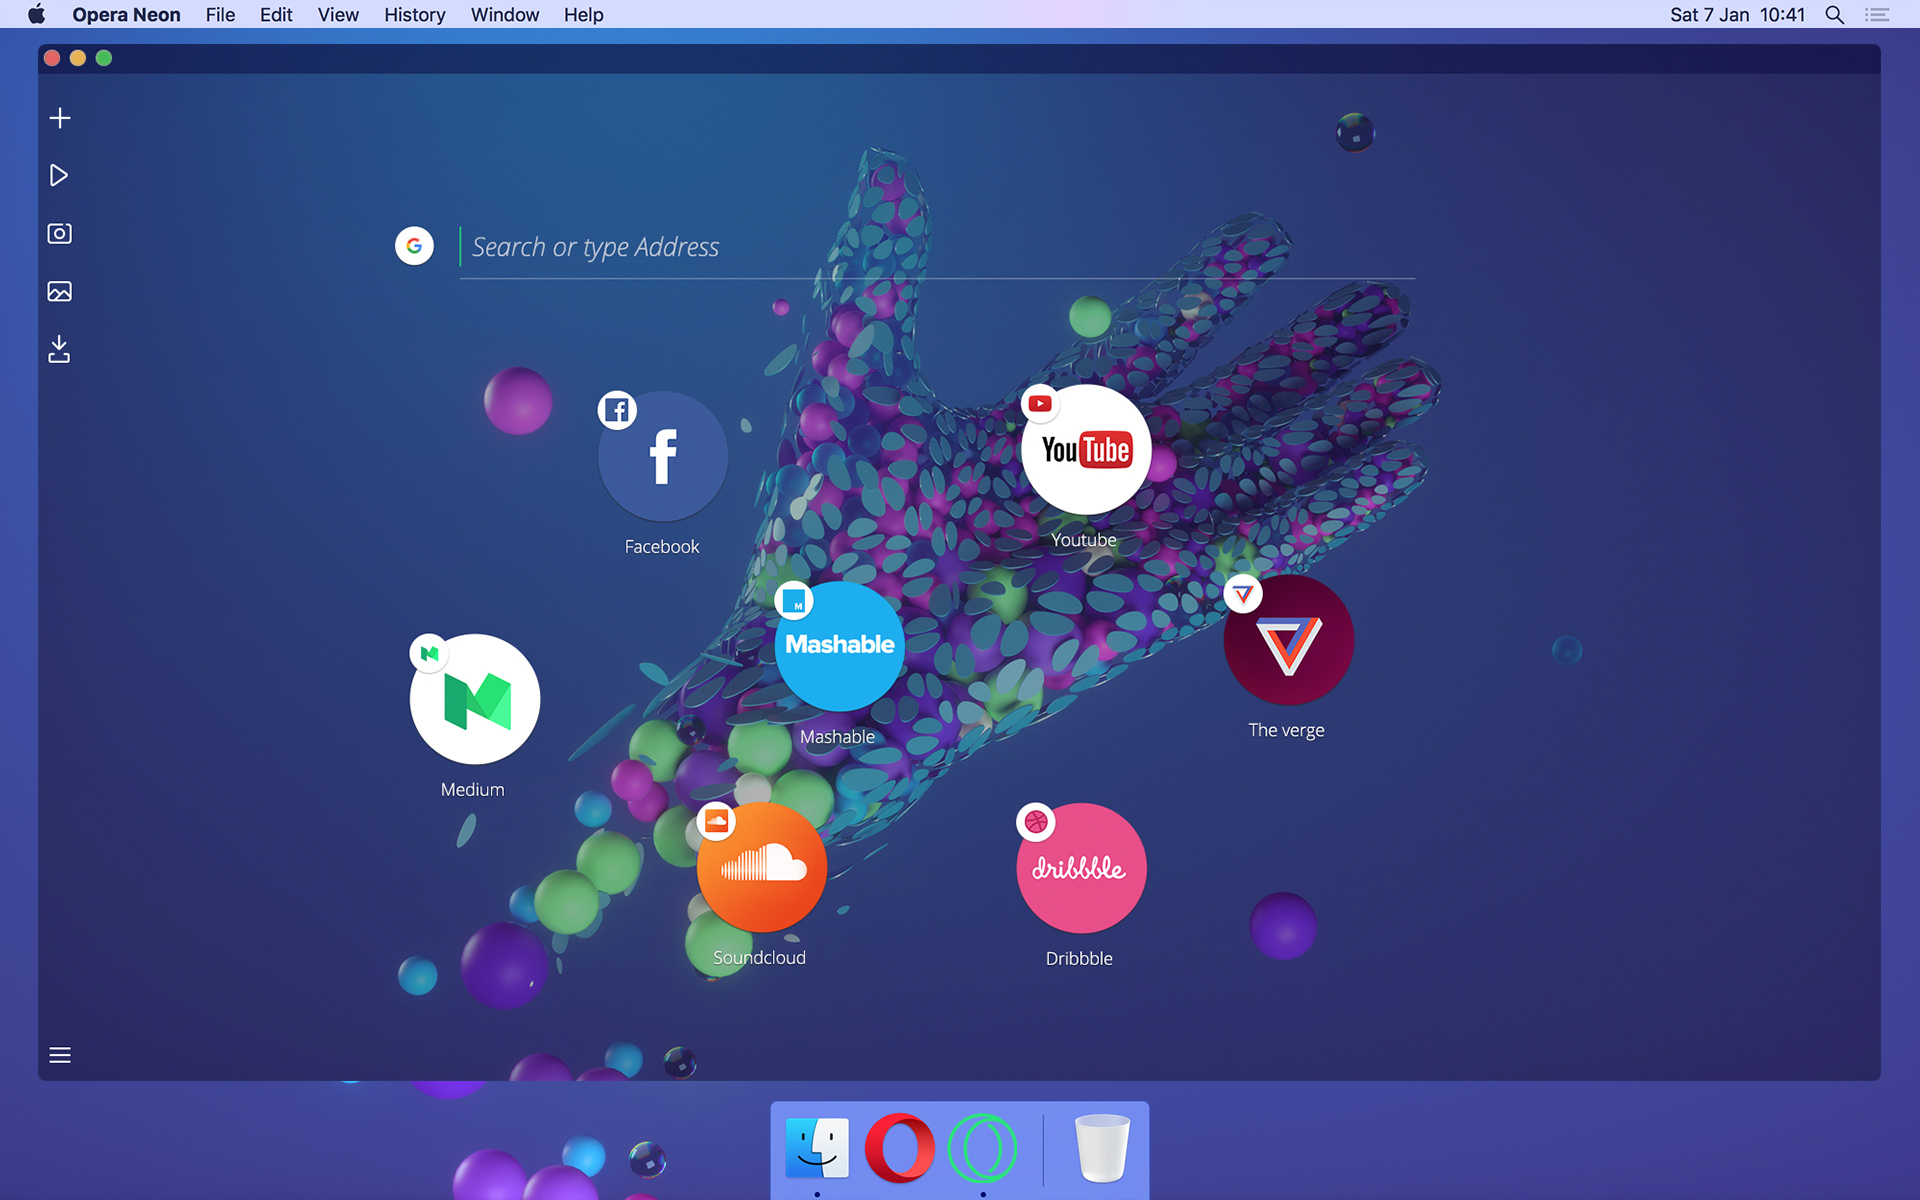 Opera Neon File Edit View History Window Help Sat 7 Jan 10:41
Search or type Address
Facebook
YouTube
Youtube
Mashable
Mashable
The verge
Medium
Soundcloud
dribbble
Dribbble